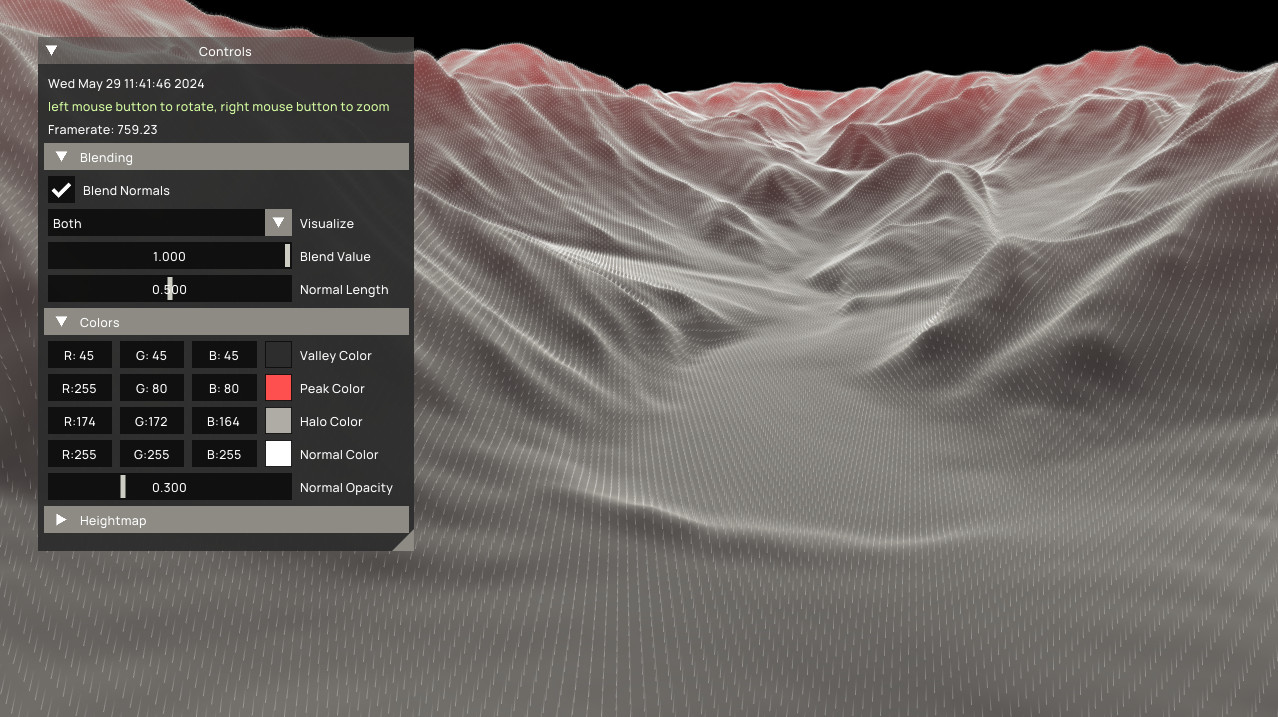 Controls
Wed May 29 11:41:46 2024
left mouse button to rotate, right mouse button to zoom
Framerate: 759.23
Blending
Blend Normals
Both Visualize
1.000 Blend Value
0.500 Normal Length
Colors
R: 45 G: 45 B: 45 Valley Color
R:255 G: 80 B: 80 Peak Color
R:174 G:172 B:164 Halo Color
R:255 G:255 B:255 Normal Color
0.300 Normal Opacity
Heightmap